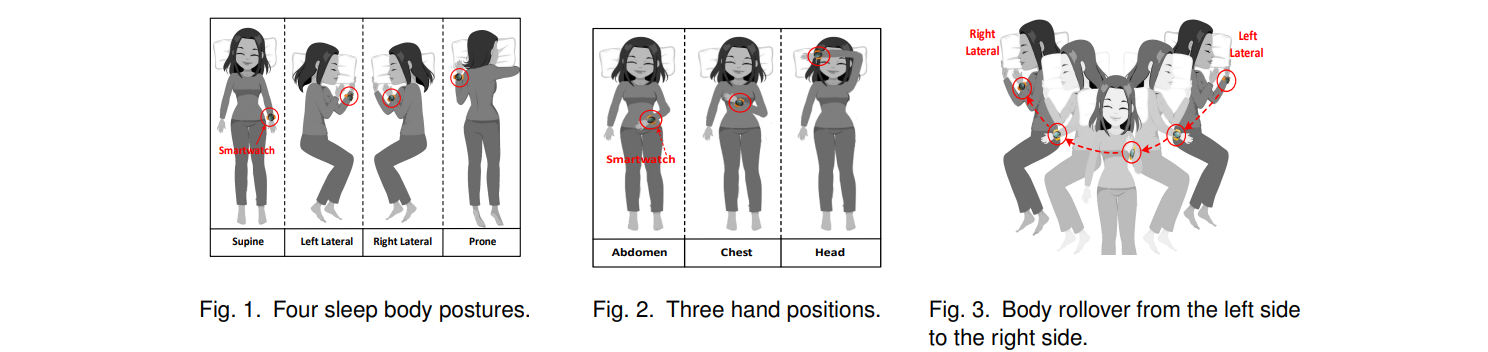 Smartwatch
Supine
Left Lateral
Right Lateral
Prone
Fig. 1. Four sleep body postures.
Smartwatch
Abdomen
Chest
Head
Fig. 2. Three hand positions.
Right
Lateral
Left
Lateral
Fig. 3. Body rollover from the left side
to the right side.